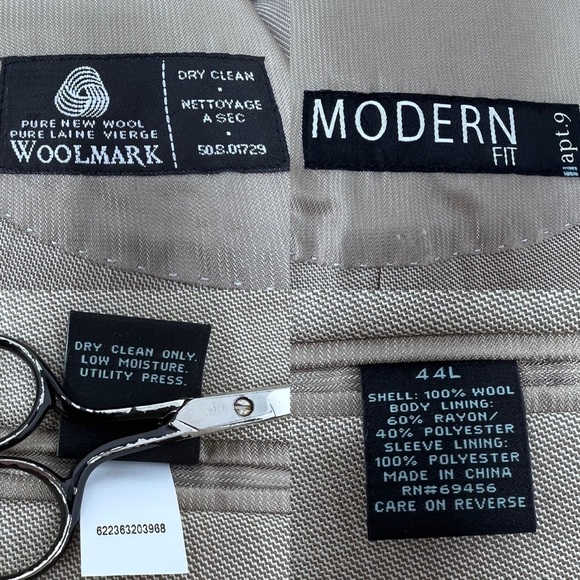 PURE NEW WOOL
PURE LAINE VIERGE
WOOLMARK
DRY CLEAN
•
NETTOYAGE
A SEC
•
50.S.01729
MODERN
FIT
apt.9
DRY CLEAN ONLY.
LOW MOISTURE.
UTILITY PRESS.
622363203968
44L
SHELL: 100% WOOL
BODY LINING:
60% RAYON/
40% POLYESTER
SLEEVE LINING:
100% POLYESTER
MADE IN CHINA
RN#69456
CARE ON REVERSE